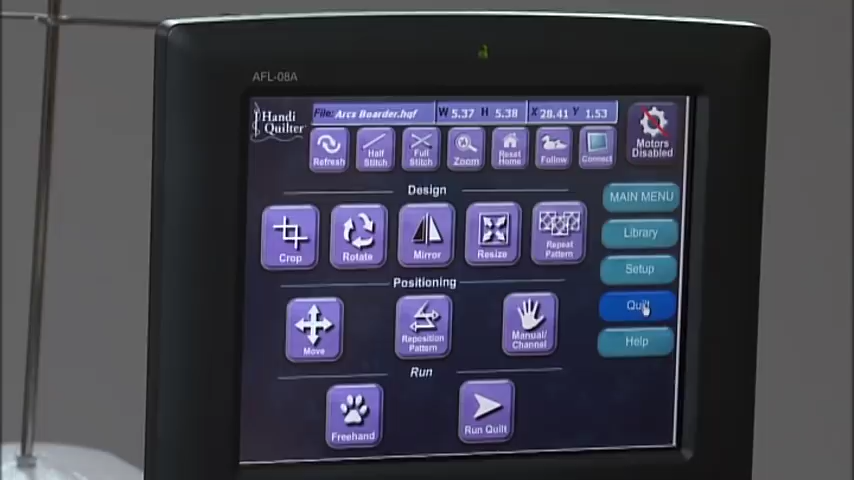 AFL-08A
Handi Quilter
File: Arcs Boarder.hqf W 5.37 H 5.38 X 28.41 Y 1.53
Motors Disabled
Refresh
Half Stitch
Full Stitch
Zoom
Reset Home
Follow
Connect
Design
MAIN MENU
Crop
Rotate
Mirror
Resize
Repeat Pattern
Library
Setup
Positioning
Quilt
Move
Reposition Pattern
Manual/ Channel
Help
Run
Freehand
Run Quilt